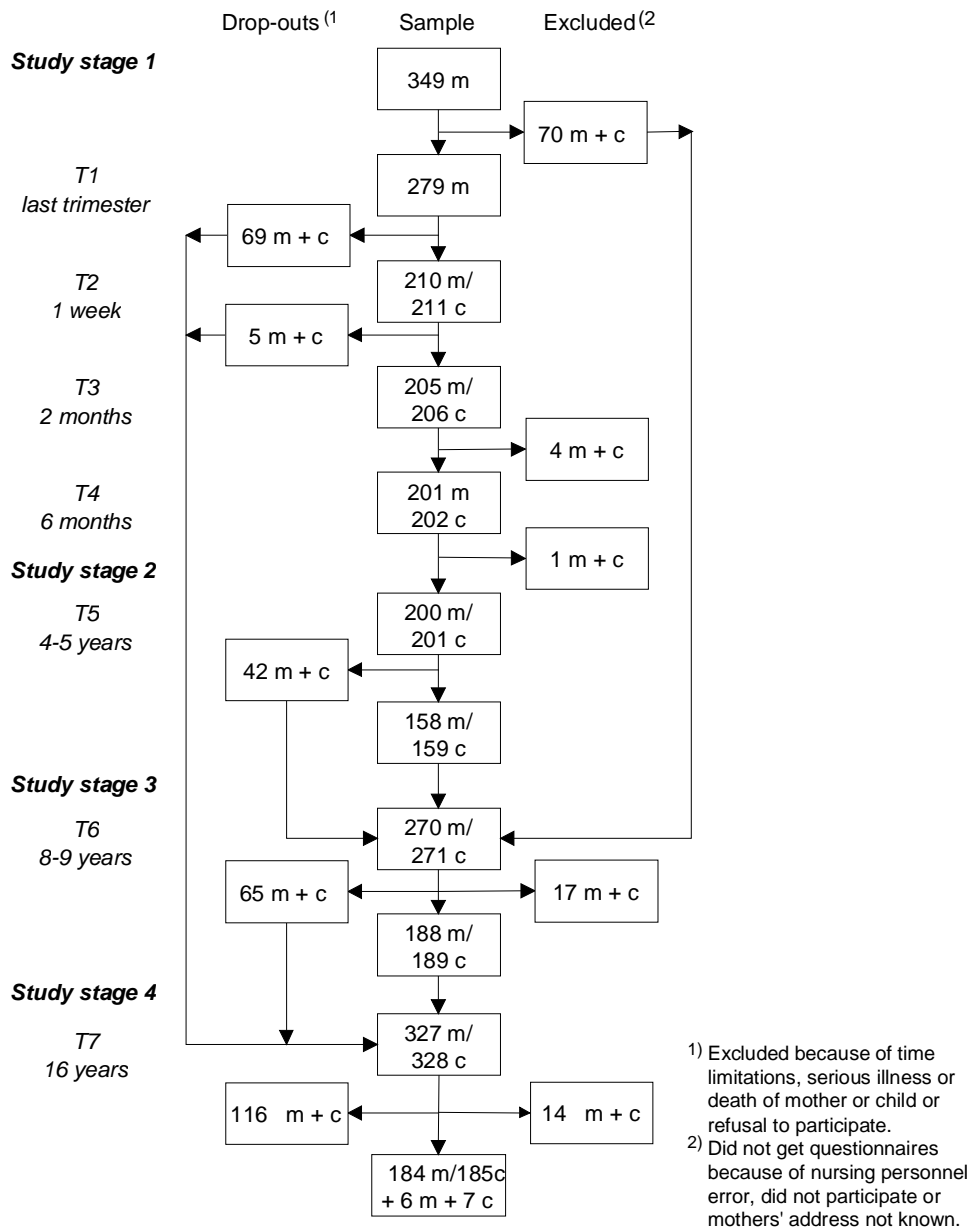 Drop-outs (1 Sample Excluded (2
Study stage 1
349 m
70 m + c
T1
last trimester
279 m
69 m + c
T2
1 week
210 m/
211 c
5 m + c
T3
2 months
205 m/
206 c
4 m + c
T4
6 months
201 m
202 c
1 m + c
Study stage 2
T5
4-5 years
200 m/
201 c
42 m + c
158 m/
159 c
Study stage 3
T6
8-9 years
270 m/
271 c
65 m + c
17 m + c
188 m/
189 c
Study stage 4
T7
16 years
327 m/
328 c
116 m + c
14 m + c
184 m/185c
+ 6 m + 7 c
1) Excluded because of time
limitations, serious illness or
death of mother or child or
refusal to participate.
2) Did not get questionnaires
because of nursing personnel
error, did not participate or
mothers' address not known.